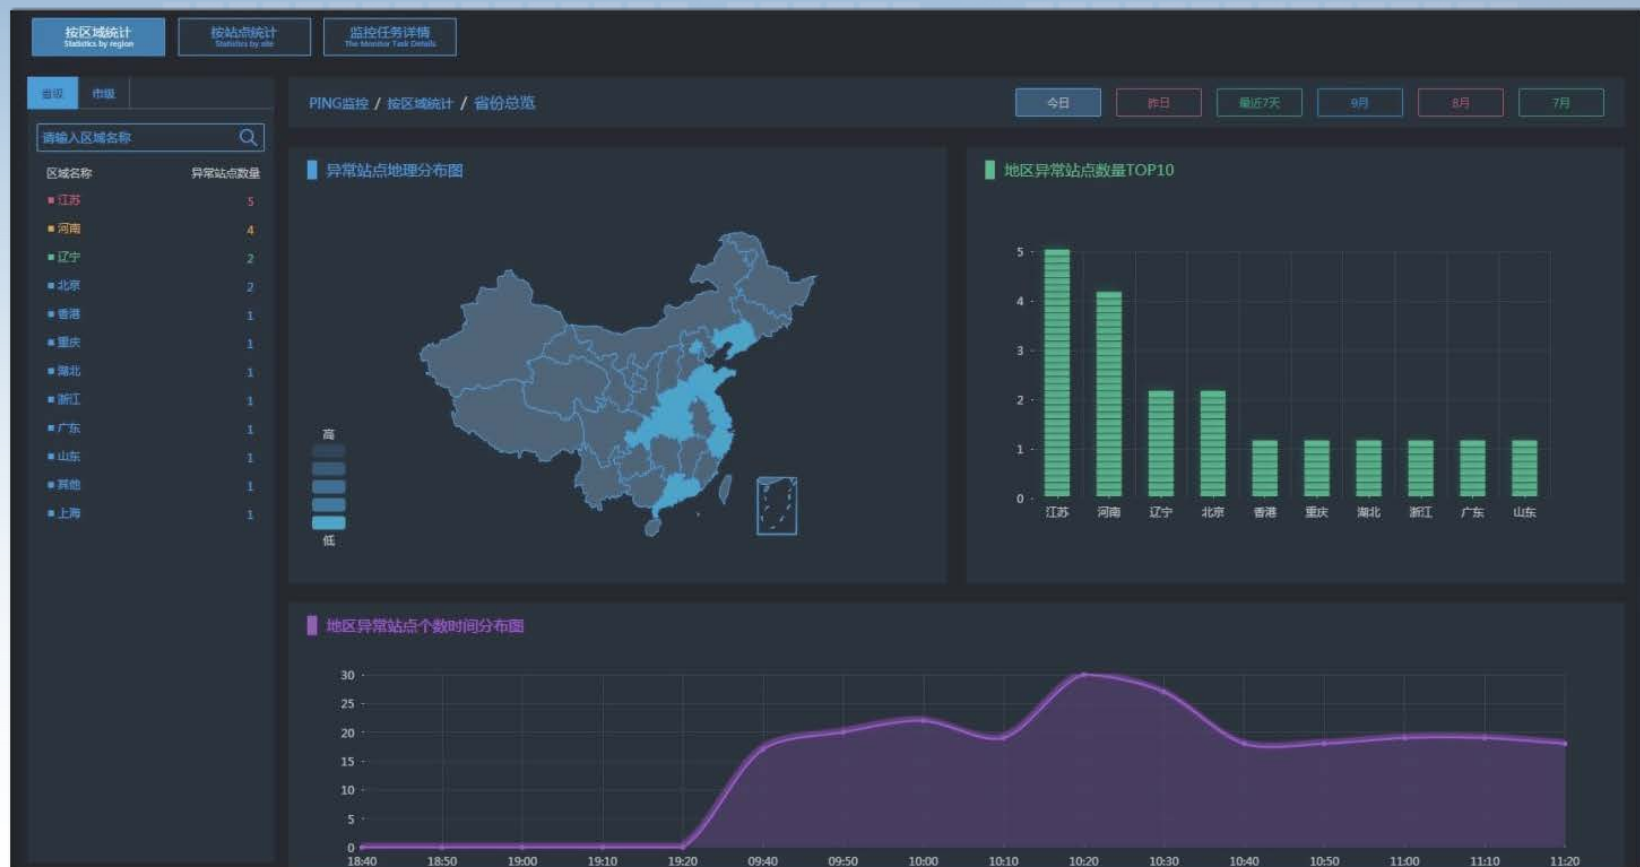 按区域统计
Statistics by region
按站点统计
Statistics by site
监控任务详情
The Monitor Task Details
省级
市级
请输入区域名称
区域名称 异常站点数量
江苏 5
河南 4
辽宁 2
北京 2
香港 1
重庆 1
湖北 1
浙江 1
广东 1
山东 1
其他 1
上海 1
PING监控 / 按区域统计 / 省份总览
今日 昨日 最近7天 9月 8月 7月
异常站点地理分布图
高
低
地区异常站点数量TOP10
5
4
3
2
1
0
江苏 河南 辽宁 北京 香港 重庆 湖北 浙江 广东 山东
地区异常站点个数时间分布图
30
25
20
15
10
5
0
18:40 18:50 19:00 19:10 19:20 09:40 09:50 10:00 10:10 10:20 10:30 10:40 10:50 11:00 11:10 11:20